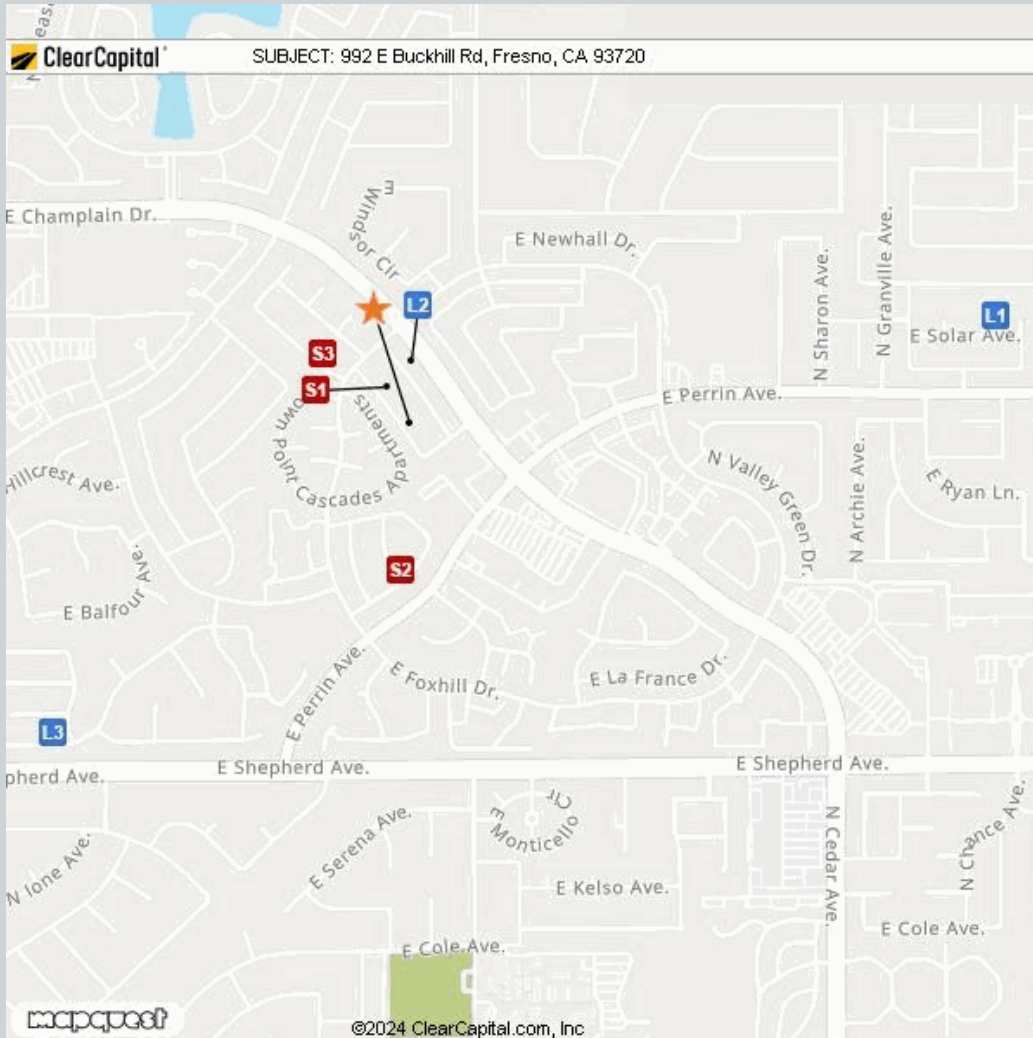 ClearCapital
SUBJECT: 992 E Buckhill Rd, Fresno, CA 93720
E Champlain Dr.
E Windsor Cir
E Newhall Dr.
N Sharon Ave.
N Granville Ave.
L2
L1
E Solar Ave.
S3
S1
E Perrin Ave.
Point Cascades Apartments
Hillcrest Ave.
N Valley Green Dr.
N Archie Ave.
E Ryan Ln.
S2
E Balfour Ave.
E Perrin Ave.
E Foxhill Dr.
E La France Dr.
L3
pherd Ave.
E Shepherd Ave.
E Shepherd Ave.
E Serena Ave.
E Monticello Cir
N Cedar Ave.
N Chance Ave.
N Ione Ave.
E Kelso Ave.
E Cole Ave.
E Cole Ave.
mapquest
©2024 ClearCapital.com, Inc